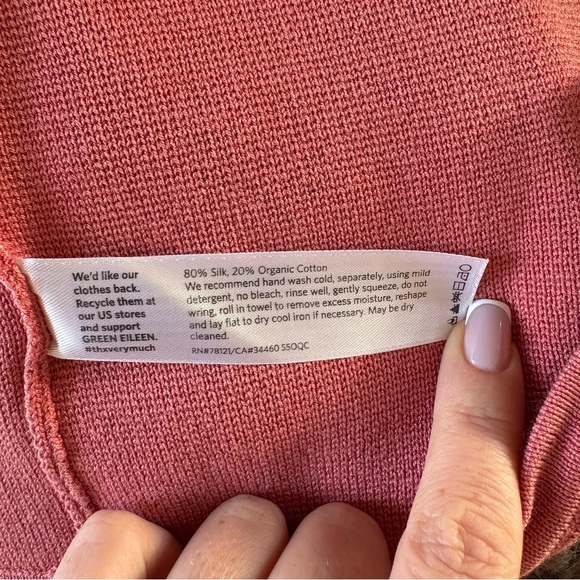 We'd like our
clothes back.
Recycle them at
our US stores
and support
GREEN EILEEN.
#thxverymuch
80% Silk, 20% Organic Cotton
We recommend hand wash cold, separately, using mild
detergent, no bleach, rinse well, gently squeeze, do not
wring, roll in towel to remove excess moisture, reshape
and lay flat to dry cool iron if necessary. May be dry
cleaned.
RN#78121/CA#34460 SSOQC